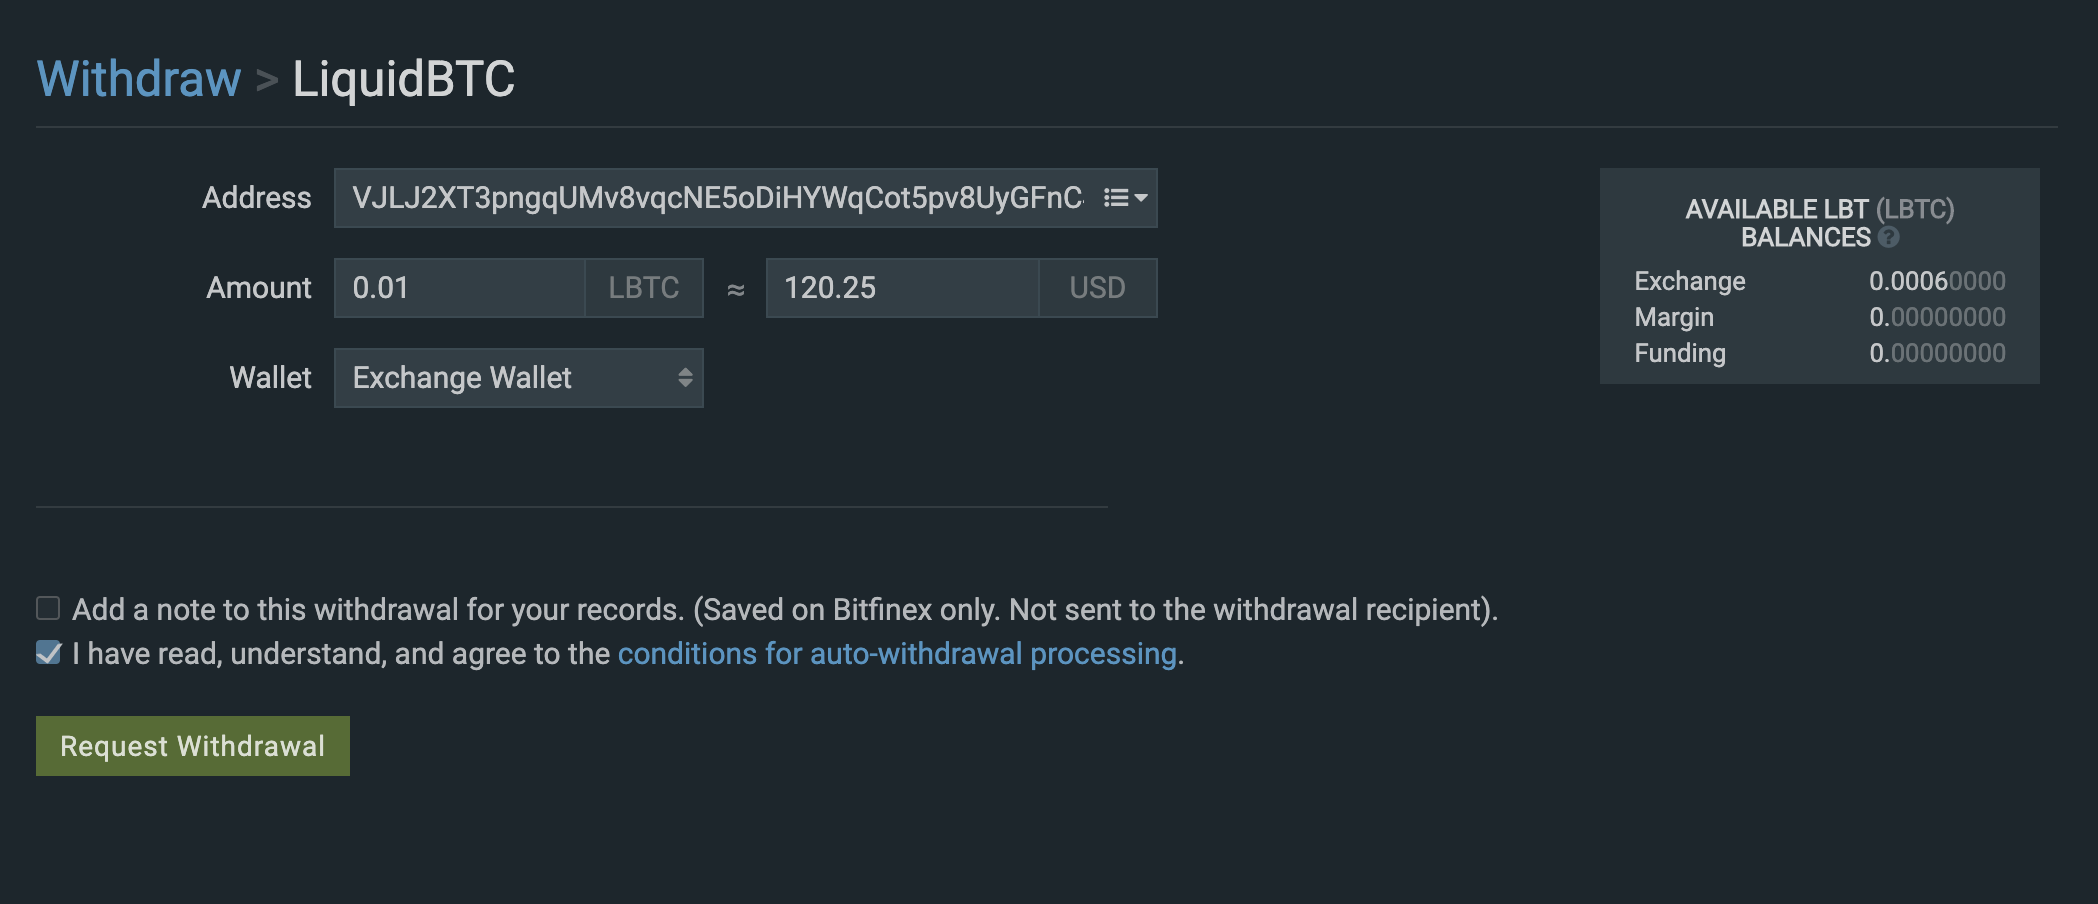 Withdraw > LiquidBTC
Address VJLJ2XT3pngqUMv8vqcNE5oDiHYWqCot5pv8UyGFnC
Amount 0.01 LBTC ≈ 120.25 USD
Wallet Exchange Wallet
AVAILABLE LBT (LBTC)
BALANCES ?
Exchange 0.00060000
Margin 0.00000000
Funding 0.00000000
Add a note to this withdrawal for your records. (Saved on Bitfinex only. Not sent to the withdrawal recipient).
I have read, understand, and agree to the conditions for auto-withdrawal processing.
Request Withdrawal